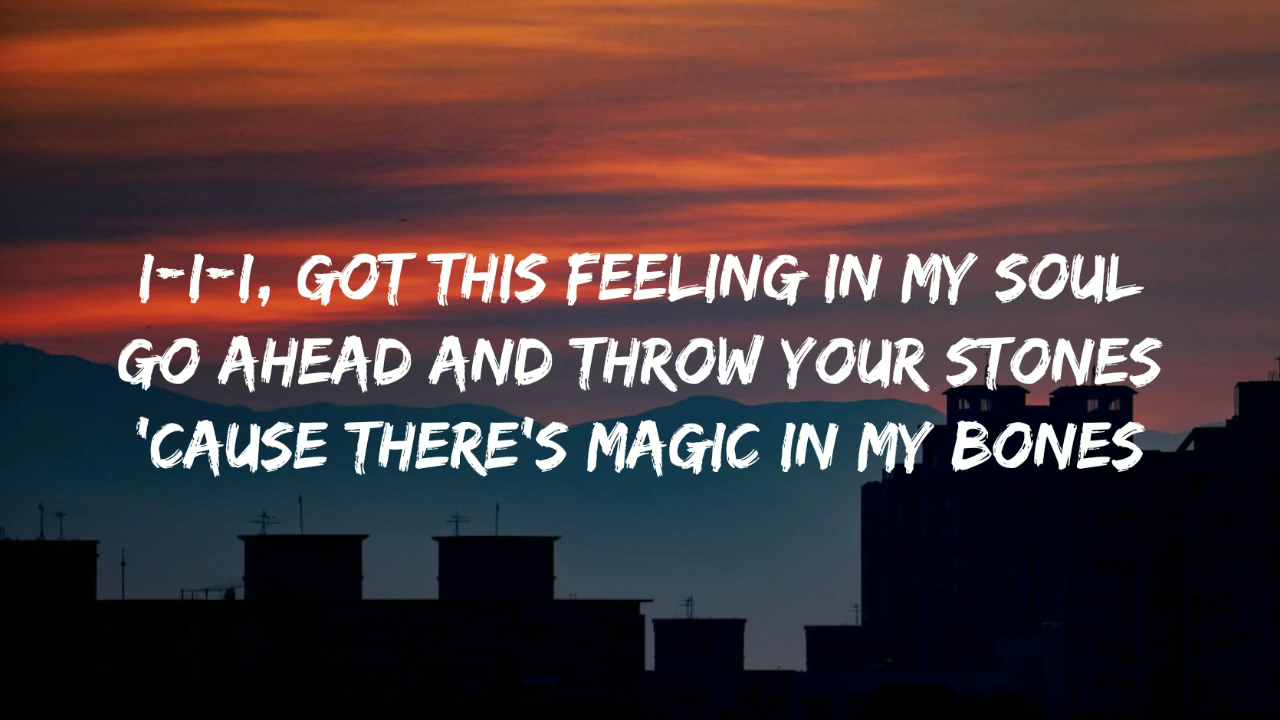 I-I-I, GOT THIS FEELING IN MY SOUL
GO AHEAD AND THROW YOUR STONES
'CAUSE THERE'S MAGIC IN MY BONES